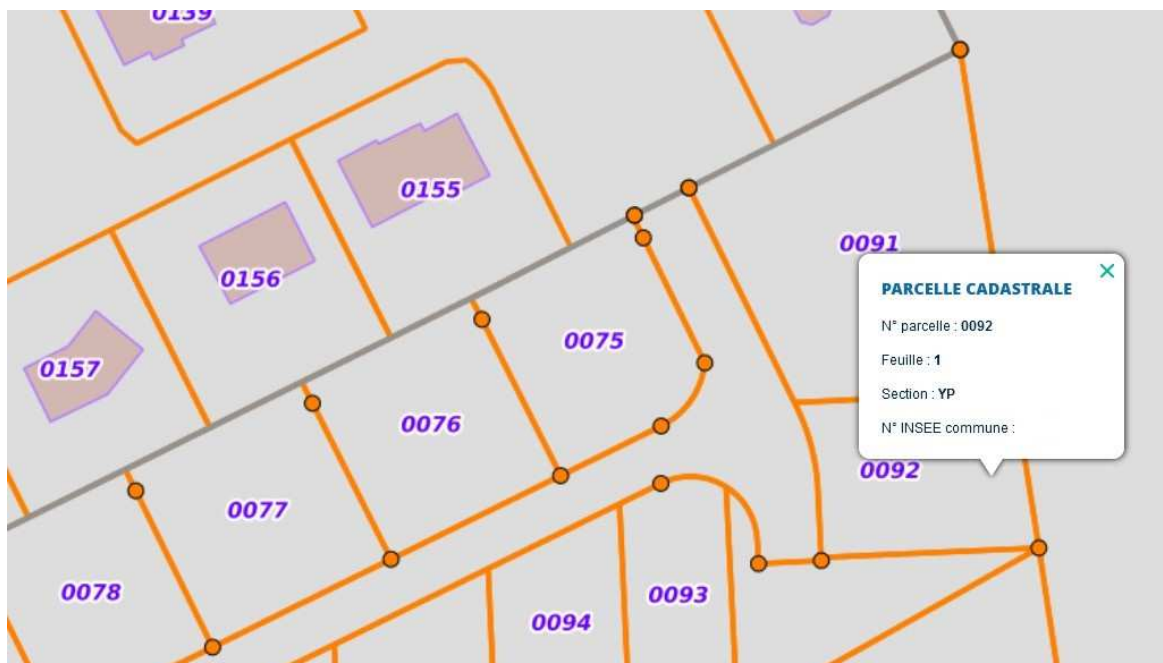 0139
0155
0156
0157
0091
PARCELLE CADASTRALE
N° parcelle : 0092
Feuille : 1
Section : YP
N° INSEE commune :
0075
0076
0092
0077
0078
0093
0094